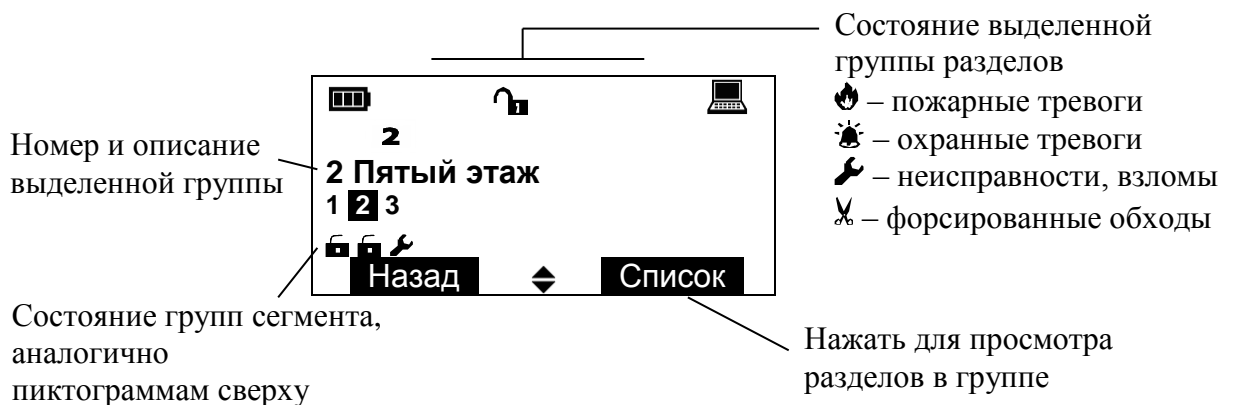 Состояние выделенной
группы разделов
– пожарные тревоги
– охранные тревоги
– неисправности, взломы
– форсированные обходы
Номер и описание
выделенной группы
1
2
2 Пятый этаж
1 2 3
Назад
Список
Состояние групп сегмента,
аналогично
пиктограммам сверху
Нажать для просмотра
разделов в группе